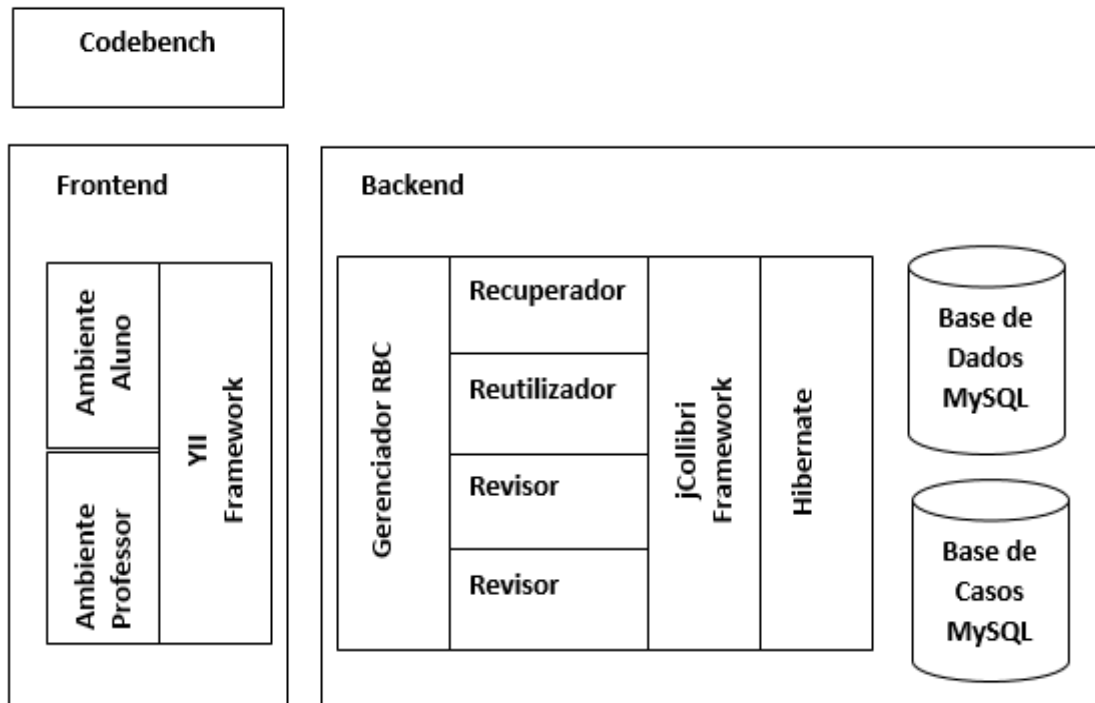 Codebench
Frontend
Ambiente
Aluno
Ambiente
Professor
YII
Framework
Backend
Gerenciador RBC
Recuperador
Reutilizador
Revisor
Revisor
jCollibri
Framework
Hibernate
Base de
Dados
MySQL
Base de
Casos
MySQL